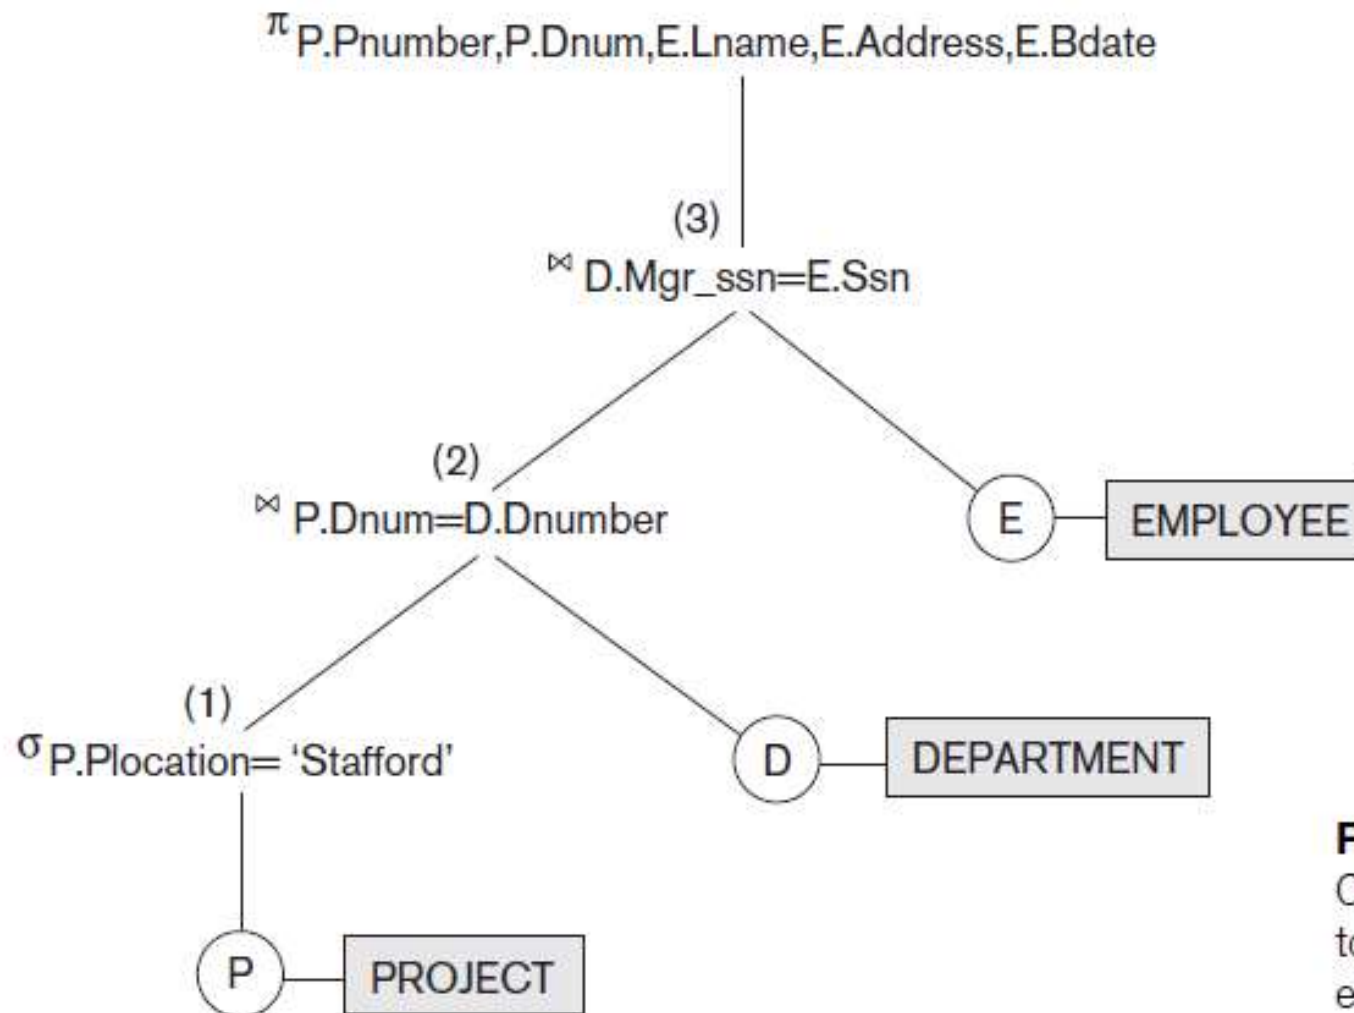 π P.Pnumber,P.Dnum,E.Lname,E.Address,E.Bdate
(3)
⋈ D.Mgr_ssn=E.Ssn
(2)
⋈ P.Dnum=D.Dnumber
E
EMPLOYEE
(1)
σ P.Plocation= ‘Stafford’
D
DEPARTMENT
P
PROJECT